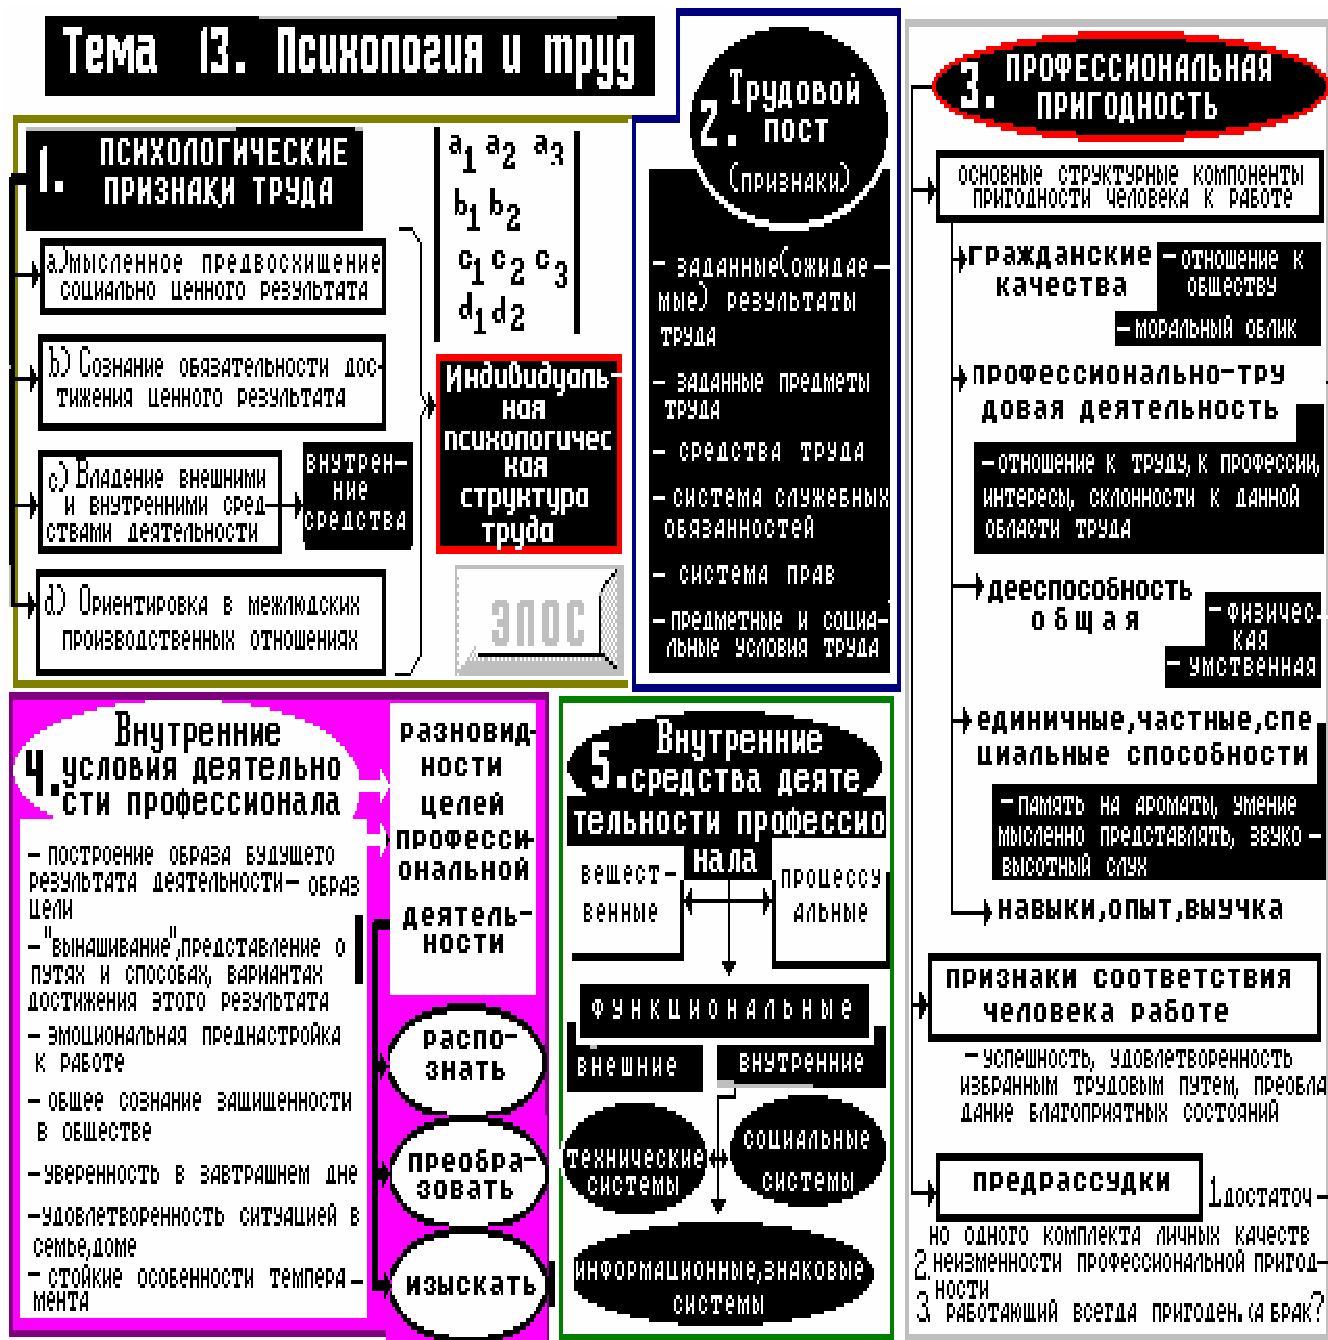 Тема 13. Психология и труд
1. ПСИХОЛОГИЧЕСКИЕ
ПРИЗНАКИ ТРУДА
a) мысленное предвосхищение
социально ценного результата
b) Сознание обязательности дос-
тижения ценного результата
c) Владение внешними
и внутренними сред
ствами деятельности
внутрен-
ние
средства
d) Ориентировка в межлюдских
производственных отношениях
a1 a2 a3
b1 b2
c1 c2 c3
d1 d2
Индивидуаль-
ная
психологичес
кая
структура
труда
ЭПОС
2. Трудовой
пост
(признаки)
- заданные (ожидае-
мые) результаты
труда
- заданные предметы
труда
- средства труда
- система служебных
обязанностей
- система прав
- предметные и социа-
льные условия труда
3. ПРОФЕССИОНАЛЬНАЯ
ПРИГОДНОСТЬ
основные структурные компоненты
пригодности человека к работе
гражданские
качества
- отношение к
обществу
- моральный облик
профессионально-тру
довая деятельность
- отношение к труду, к профессии,
интересы, склонности к данной
области труда
дееспособность
общая
- физичес-
кая
- умственная
единичные, частные, спе
циальные способности
- память на ароматы, умение
мысленно представлять, звуко-
высотный слух
навыки, опыт, выучка
признаки соответствия
человека работе
- успешность, удовлетворенность
избранным трудовым путем, преобла
дание благоприятных состояний
предрассудки
1. достаточ-
но одного комплекта личных качеств
2. неизменности профессиональной пригод-
ности
3. работающий всегда пригоден. (а брак?
4. Внутренние
условия деятельно
сти профессионала
- построение образа будущего
результата деятельности - образ
цели
- "вынашивание", представление о
путях и способах, вариантах
достижения этого результата
- эмоциональная преднастройка
к работе
- общее сознание защищенности
в обществе
- уверенность в завтрашнем дне
- удовлетворенность ситуацией в
семье, доме
- стойкие особенности темпера-
мента
разновид-
ности
целей
професси-
ональной
деятель-
ности
распо-
знать
преобра-
зовать
изыскать
5. Внутренние
средства деяте
тельности профессио
нала
вещест-
венные
процессу
альные
функциональные
внешние
внутренние
технические
системы
социальные
системы
информационные, знаковые
системы